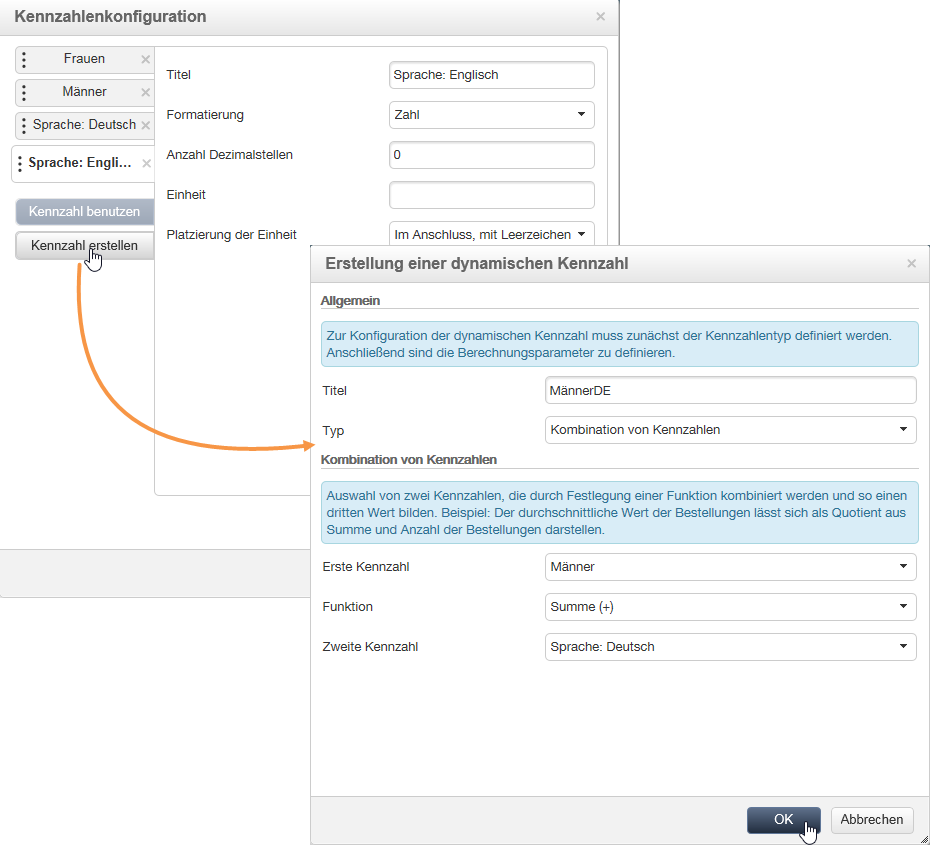 Kennzahlenkonfiguration
Frauen
Männer
Sprache: Deutsch
Sprache: Engli...
Kennzahl benutzen
Kennzahl erstellen
Titel
Sprache: Englisch
Formatierung
Zahl
Anzahl Dezimalstellen
0
Einheit
Platzierung der Einheit
Im Anschluss, mit Leerzeichen
Erstellung einer dynamischen Kennzahl
Allgemein
Zur Konfiguration der dynamischen Kennzahl muss zunächst der Kennzahlentyp definiert werden.
Anschließend sind die Berechnungsparameter zu definieren.
Titel
MännerDE
Typ
Kombination von Kennzahlen
Kombination von Kennzahlen
Auswahl von zwei Kennzahlen, die durch Festlegung einer Funktion kombiniert werden und so einen
dritten Wert bilden. Beispiel: Der durchschnittliche Wert der Bestellungen lässt sich als Quotient aus
Summe und Anzahl der Bestellungen darstellen.
Erste Kennzahl
Männer
Funktion
Summe (+)
Zweite Kennzahl
Sprache: Deutsch
OK
Abbrechen